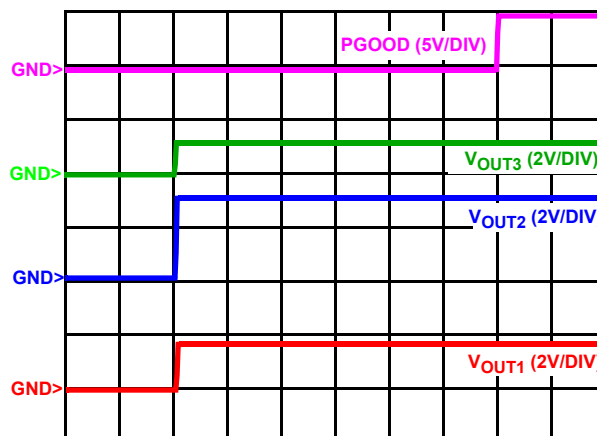 PGOOD (5V/DIV)
GND>
GND>
VOUT3 (2V/DIV)
VOUT2 (2V/DIV)
GND>
VOUT1 (2V/DIV)
GND>